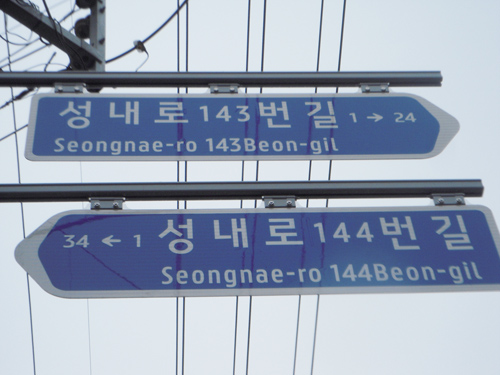 성내로 143번길 1 → 24
Seongnae-ro 143Beon-gil
34 ← 1 성내로 144번길
Seongnae-ro 144Beon-gil